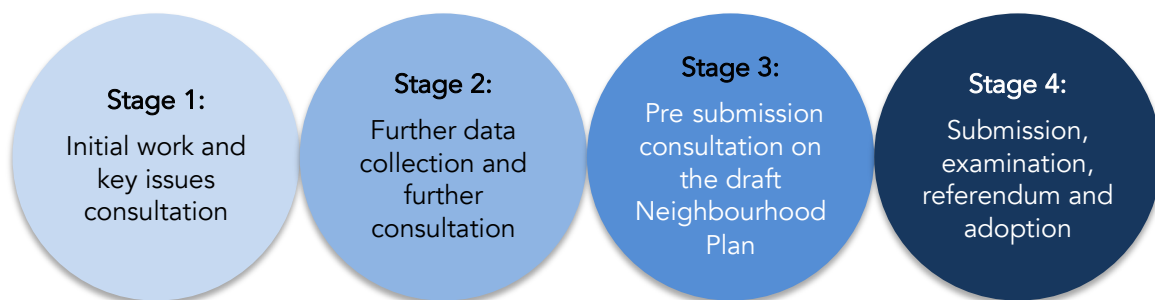 Stage 1:
Initial work and
key issues
consultation
Stage 2:
Further data
collection and
further
consultation
Stage 3:
Pre submission
consultation on
the draft
Neighbourhood
Plan
Stage 4:
Submission,
examination,
referendum and
adoption